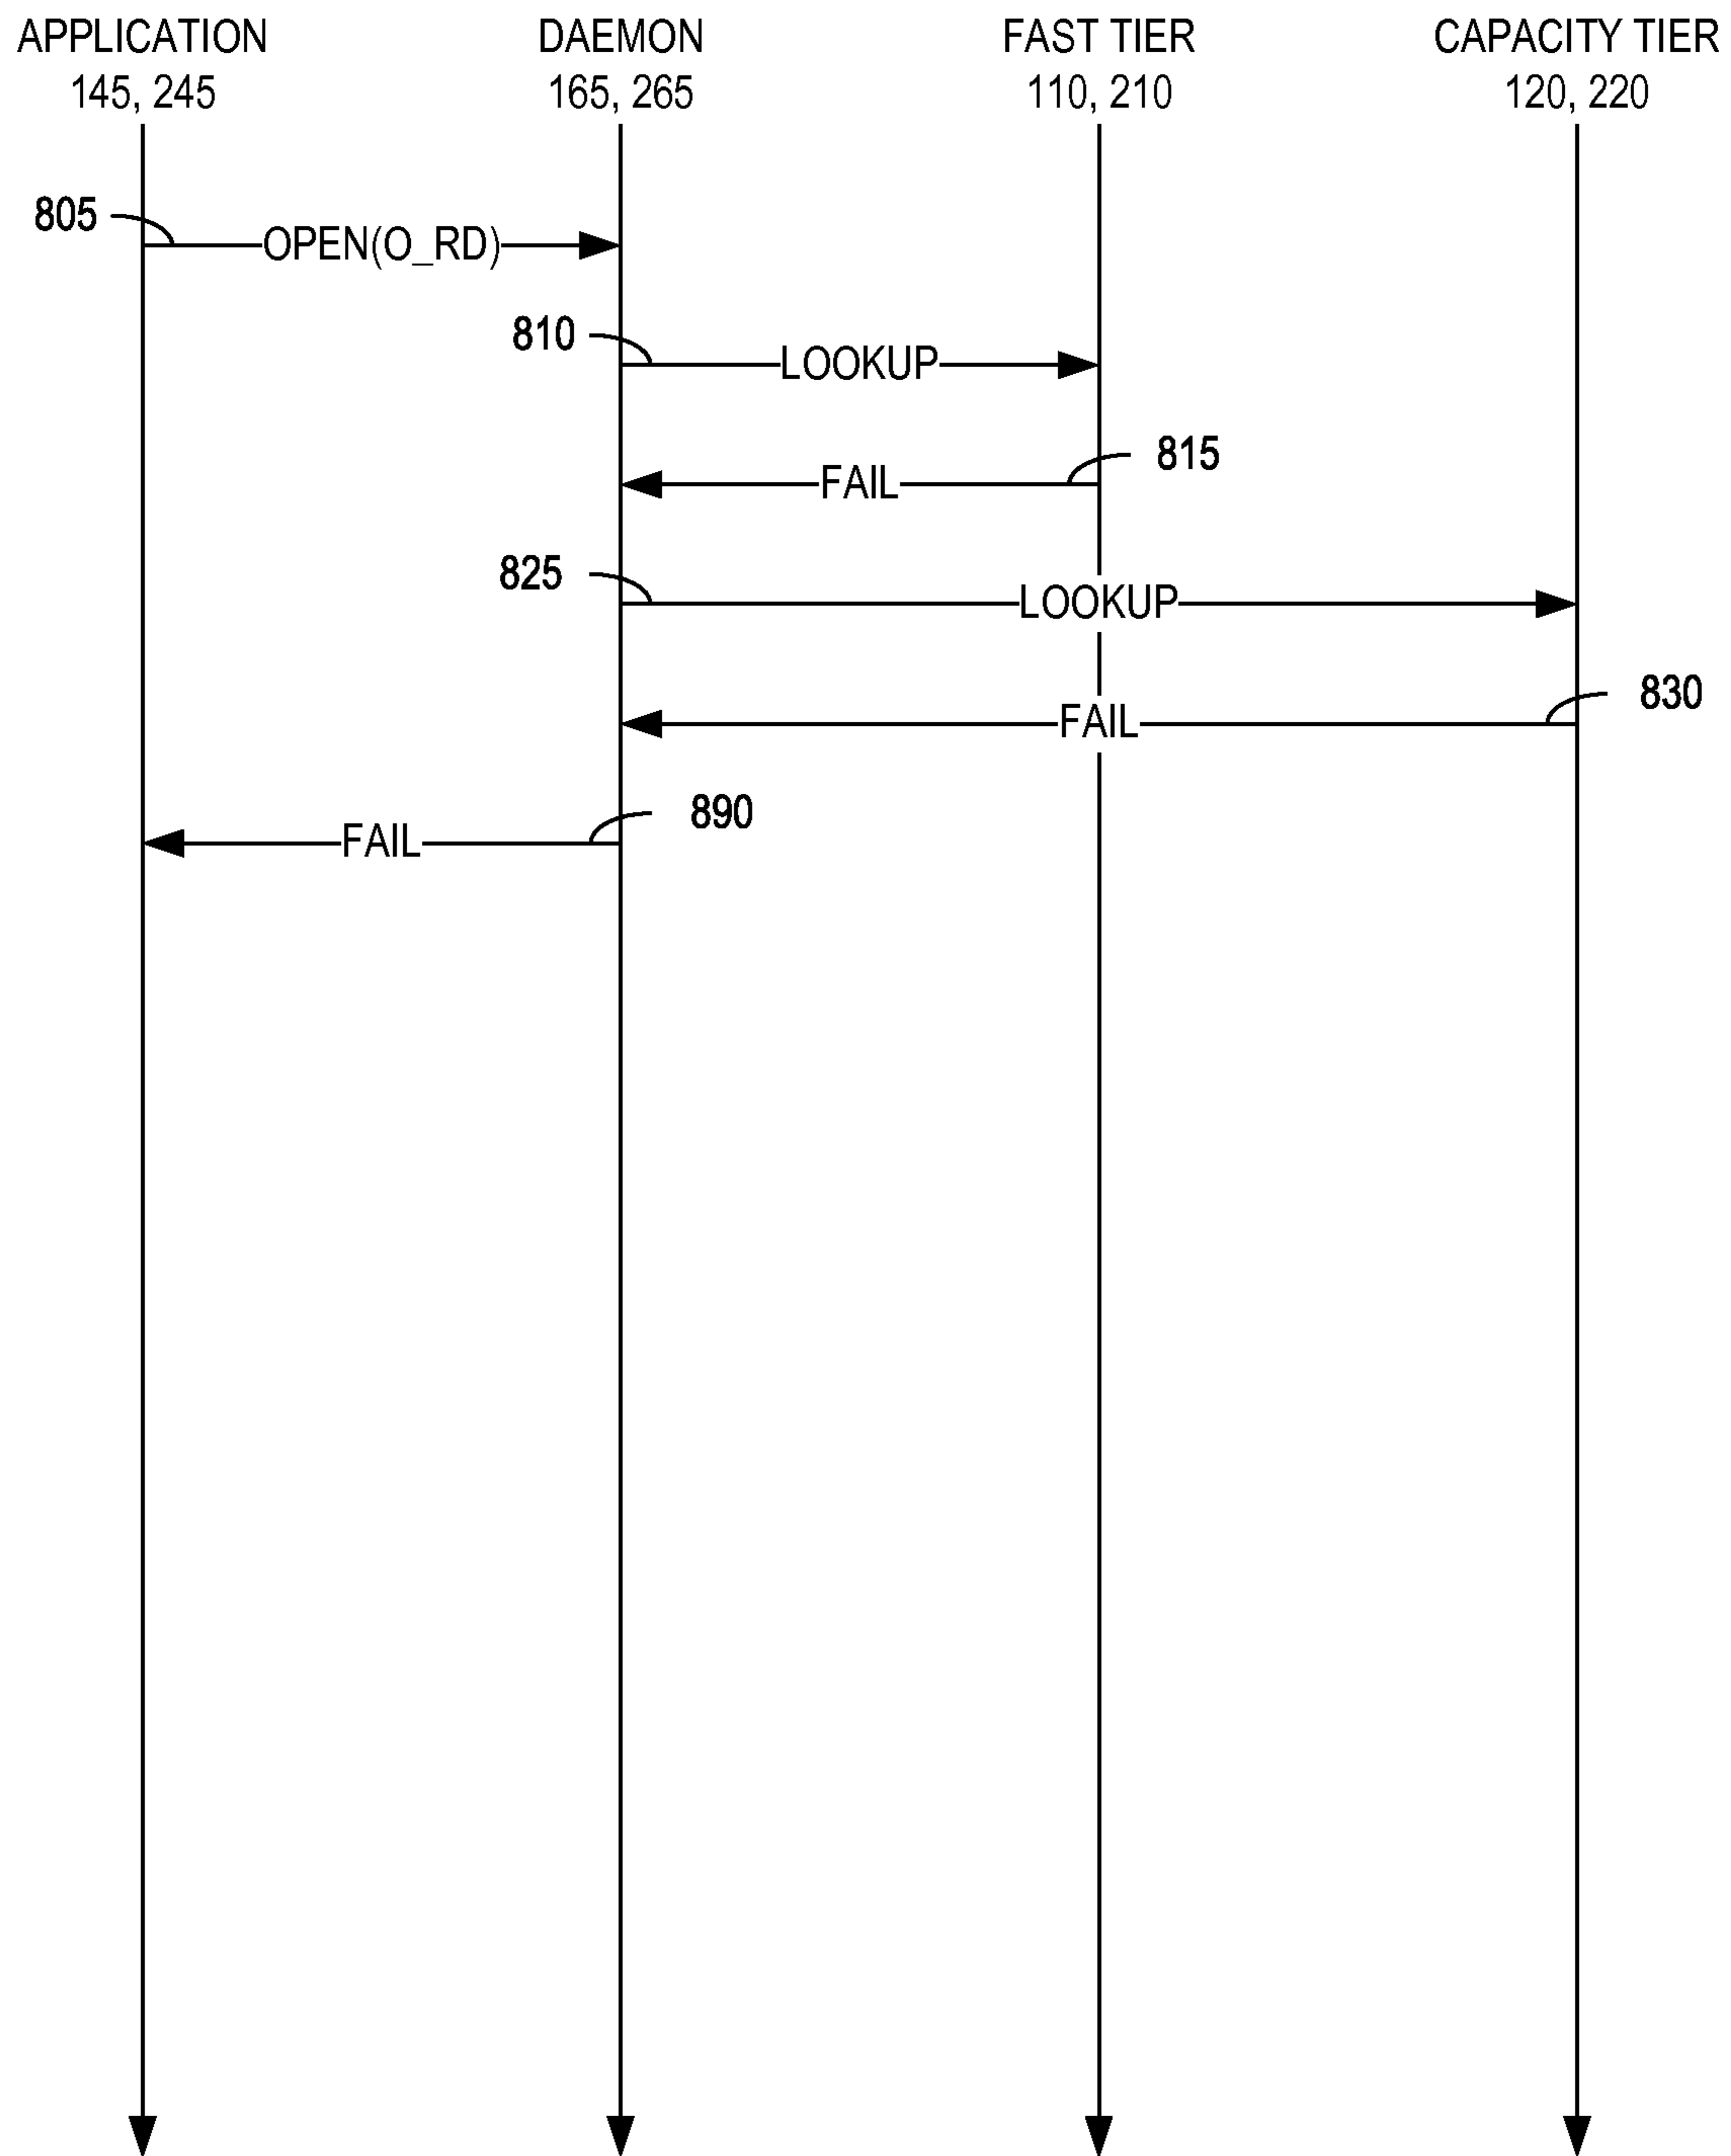 APPLICATION
145, 245
DAEMON
165, 265
FAST TIER
110, 210
CAPACITY TIER
120, 220
805
OPEN(O_RD)
810
LOOKUP
815
FAIL
825
LOOKUP
830
FAIL
890
FAIL